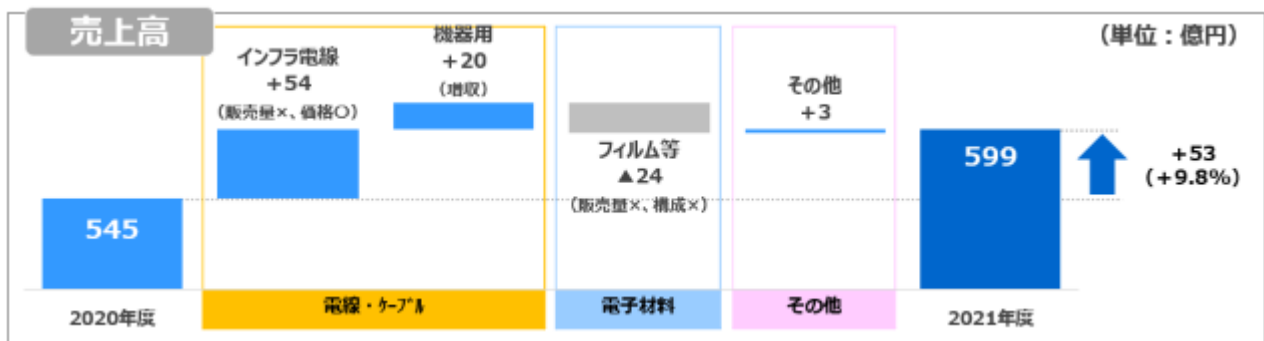 売上高
（単位：億円）
インフラ電線
+54
（販売量×、価格〇）
機器用
+20
（増収）
フィルム等
▲24
（販売量×、構成×）
その他
+3
545
599
+53
(+9.8%)
2020年度
電線・ｹｰﾌﾞﾙ
電子材料
その他
2021年度